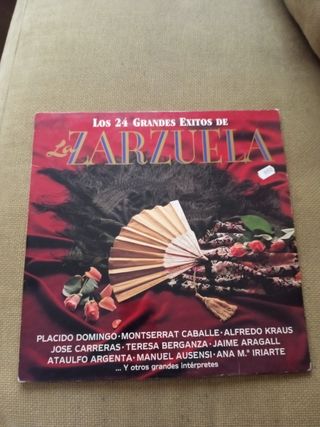 Los 24 Grandes Exitos de
La ZARZUELA
PLACIDO DOMINGO · MONTSERRAT CABALLE · ALFREDO KRAUS
JOSE CARRERAS · TERESA BERGANZA · JAIME ARAGALL
ATAULFO ARGENTA · MANUEL AUSENSI · ANA M.ª IRIARTE
... Y otros grandes intérpretes